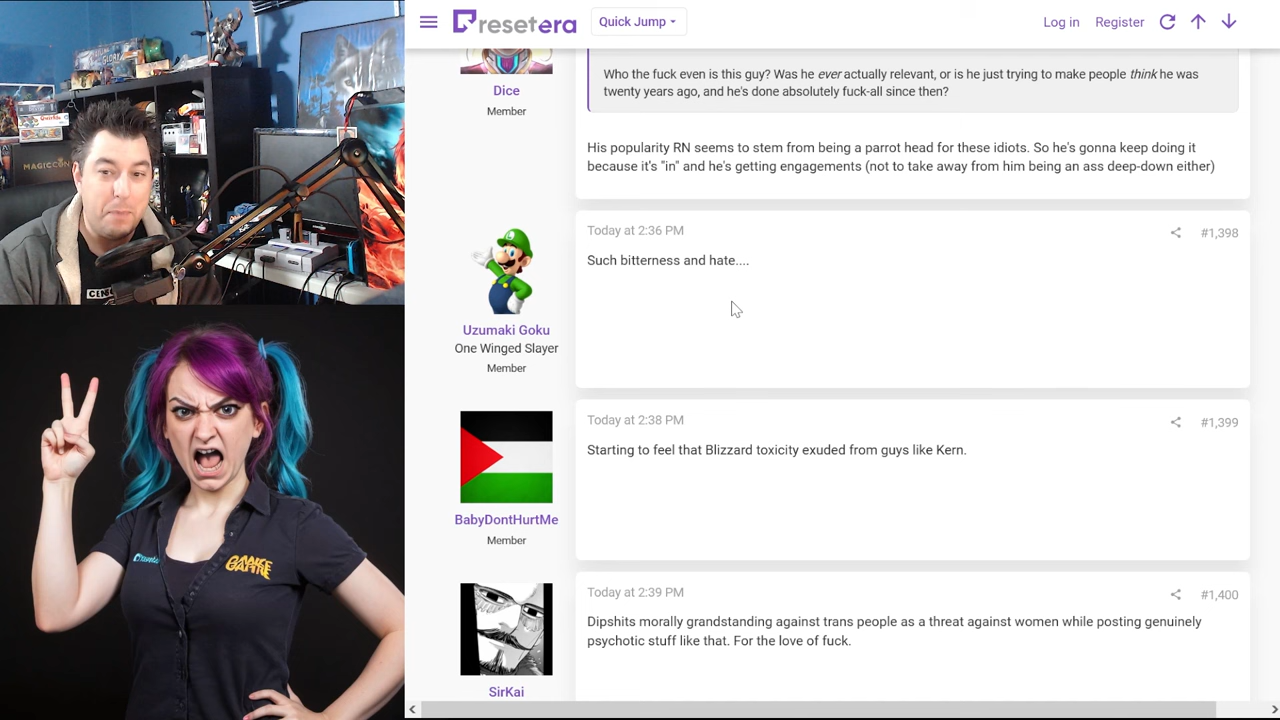 resetera
Quick Jump
Log in
Register
Dice
Member
Who the fuck even is this guy? Was he ever actually relevant, or is he just trying to make people think he was
twenty years ago, and he's done absolutely fuck-all since then?
His popularity RN seems to stem from being a parrot head for these idiots. So he's gonna keep doing it
because it's "in" and he's getting engagements (not to take away from him being an ass deep-down either)
Today at 2:36 PM
#1,398
Such bitterness and hate....
Uzumaki Goku
One Winged Slayer
Member
Today at 2:38 PM
#1,399
Starting to feel that Blizzard toxicity exuded from guys like Kern.
BabyDontHurtMe
Member
Today at 2:39 PM
#1,400
Dipshits morally grandstanding against trans people as a threat against women while posting genuinely
psychotic stuff like that. For the love of fuck.
SirKai
MAGICCON
GLORY